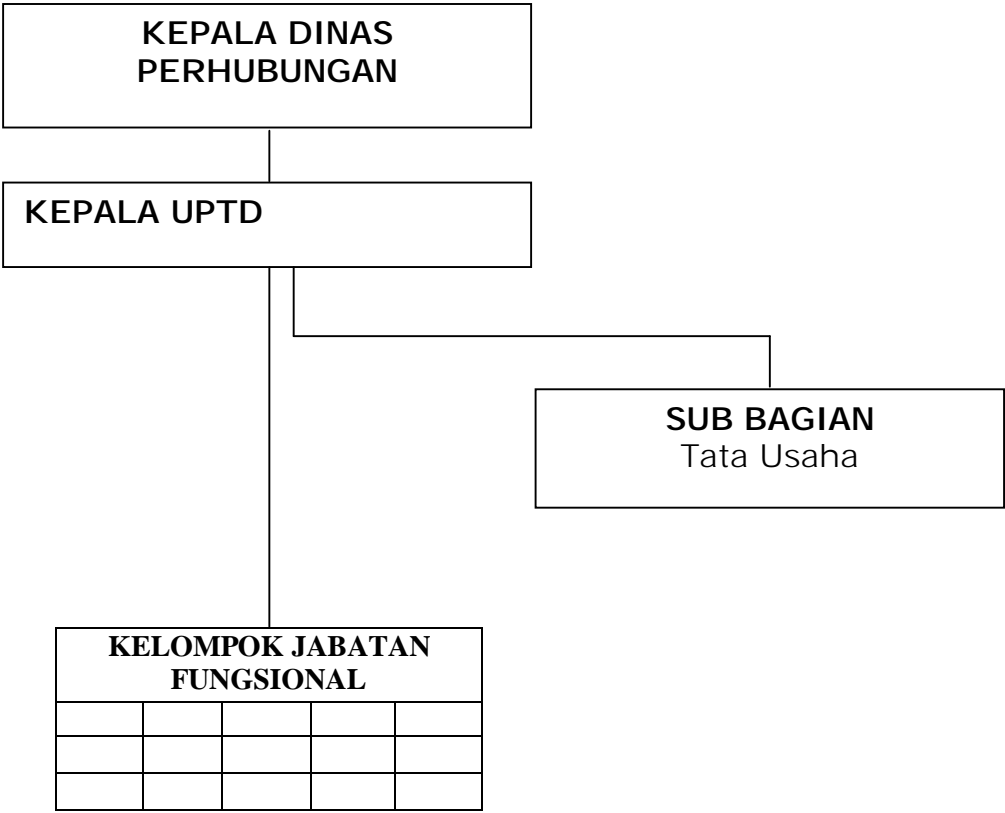 KEPALA DINAS
PERHUBUNGAN
KEPALA UPTD
SUB BAGIAN
Tata Usaha
KELOMPOK JABATAN
FUNGSIONAL